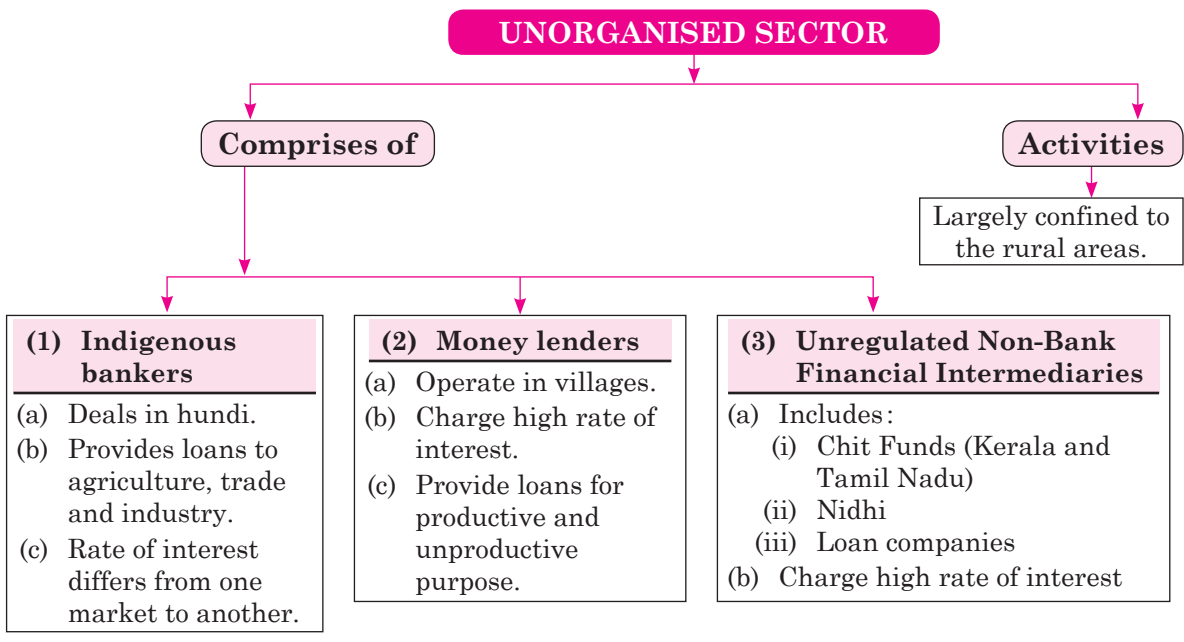 UNORGANISED SECTOR
Comprises of
Activities
Largely confined to
the rural areas.
(1) Indigenous
bankers
(a) Deals in hundi.
(b) Provides loans to
agriculture, trade
and industry.
(c) Rate of interest
differs from one
market to another.
(2) Money lenders
(a) Operate in villages.
(b) Charge high rate of
interest.
(c) Provide loans for
productive and
unproductive
purpose.
(3) Unregulated Non-Bank
Financial Intermediaries
(a) Includes:
(i) Chit Funds (Kerala and
Tamil Nadu)
(ii) Nidhi
(iii) Loan companies
(b) Charge high rate of interest